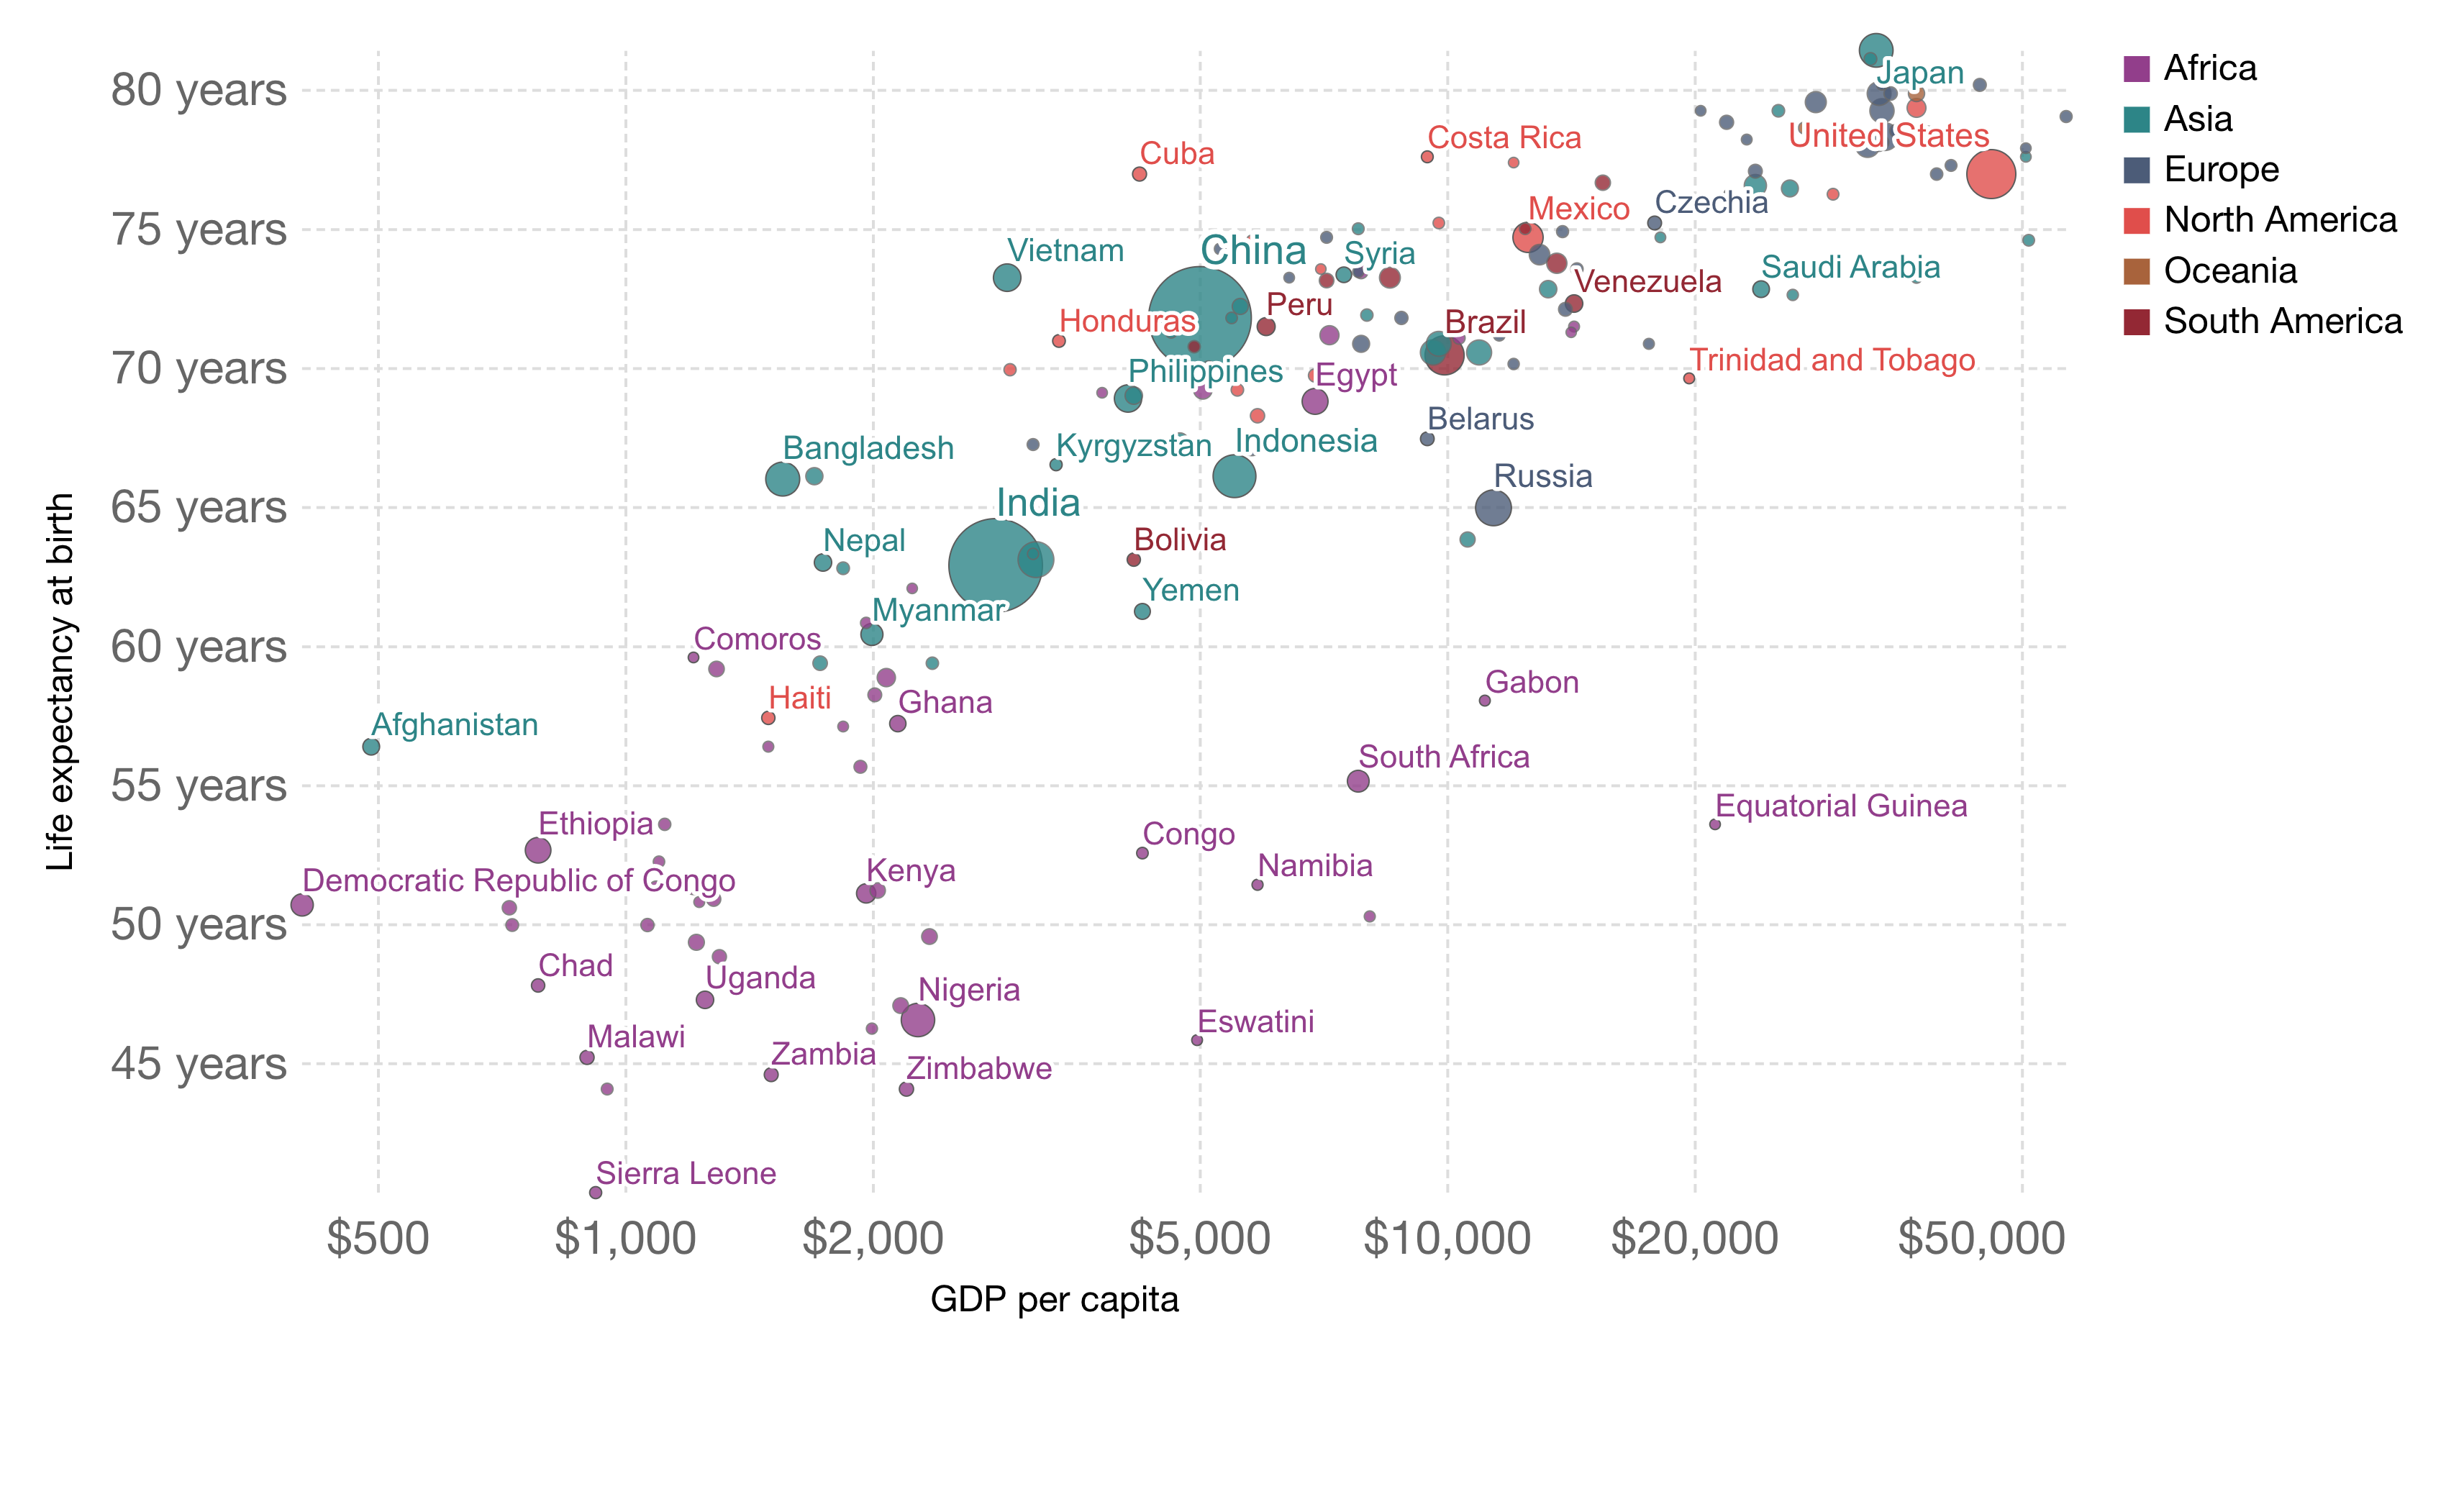 80 years
75 years
70 years
65 years
60 years
55 years
50 years
45 years
Life expectancy at birth
$500
$1,000
$2,000
$5,000
$10,000
$20,000
$50,000
GDP per capita
Africa
Asia
Europe
North America
Oceania
South America
Japan
United States
Costa Rica
Cuba
Mexico
Czechia
Vietnam
China
Syria
Saudi Arabia
Venezuela
Peru
Honduras
Brazil
Philippines
Egypt
Trinidad and Tobago
Belarus
Bangladesh
Kyrgyzstan
Indonesia
Russia
India
Nepal
Bolivia
Yemen
Myanmar
Comoros
Haiti
Ghana
Gabon
Afghanistan
South Africa
Equatorial Guinea
Ethiopia
Congo
Namibia
Kenya
Democratic Republic of Congo
Chad
Uganda
Nigeria
Eswatini
Malawi
Zambia
Zimbabwe
Sierra Leone